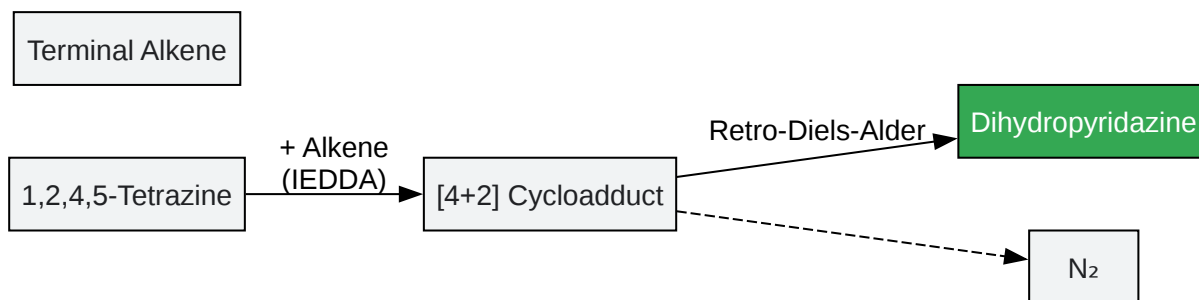 Terminal Alkene
1,2,4,5-Tetrazine
+ Alkene
(IEDDA)
[4+2] Cycloadduct
Retro-Diels-Alder
Dihydropyridazine
N₂